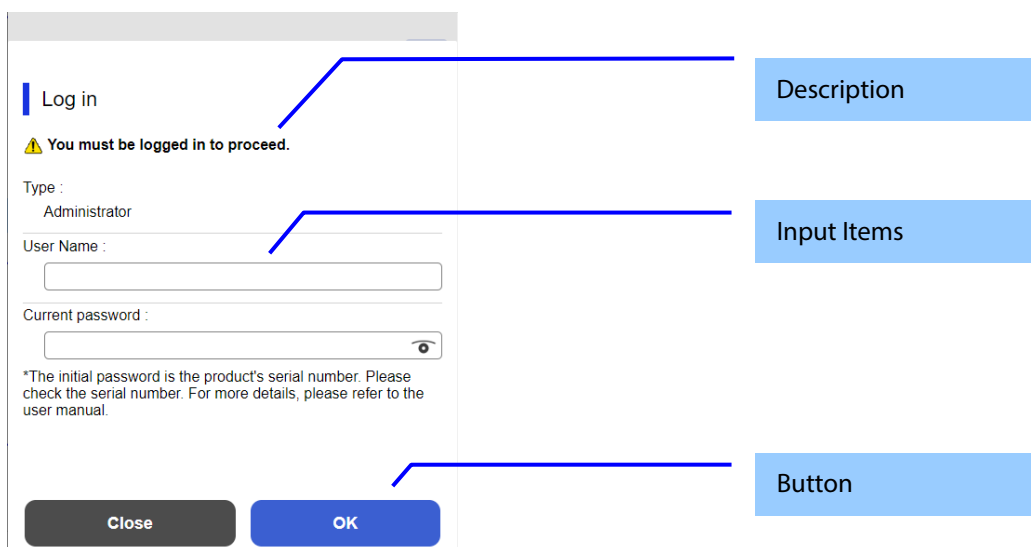 Log in
Description
You must be logged in to proceed.
Type :
Administrator
User Name :
Input Items
Current password :
*The initial password is the product's serial number. Please
check the serial number. For more details, please refer to the
user manual.
Button
Close
OK